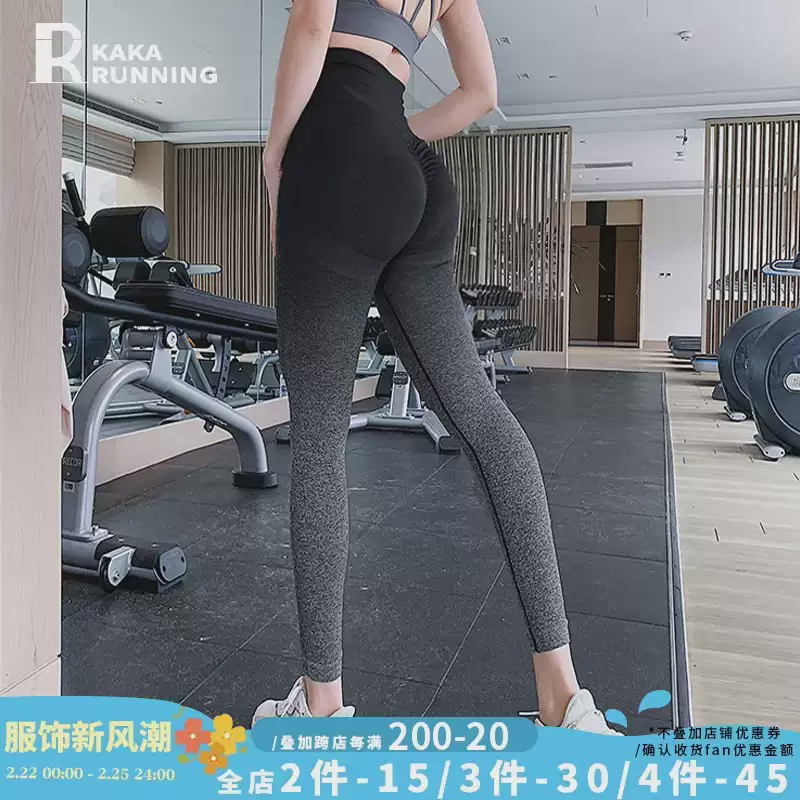 R KAKA
RUNNING
服饰新风潮
2.22 00:00 - 2.25 24:00
/叠加跨店每满 200-20
*不叠加店铺优惠券
/确认收货fan优惠金额
全店2件-15/3件-30/4件-45